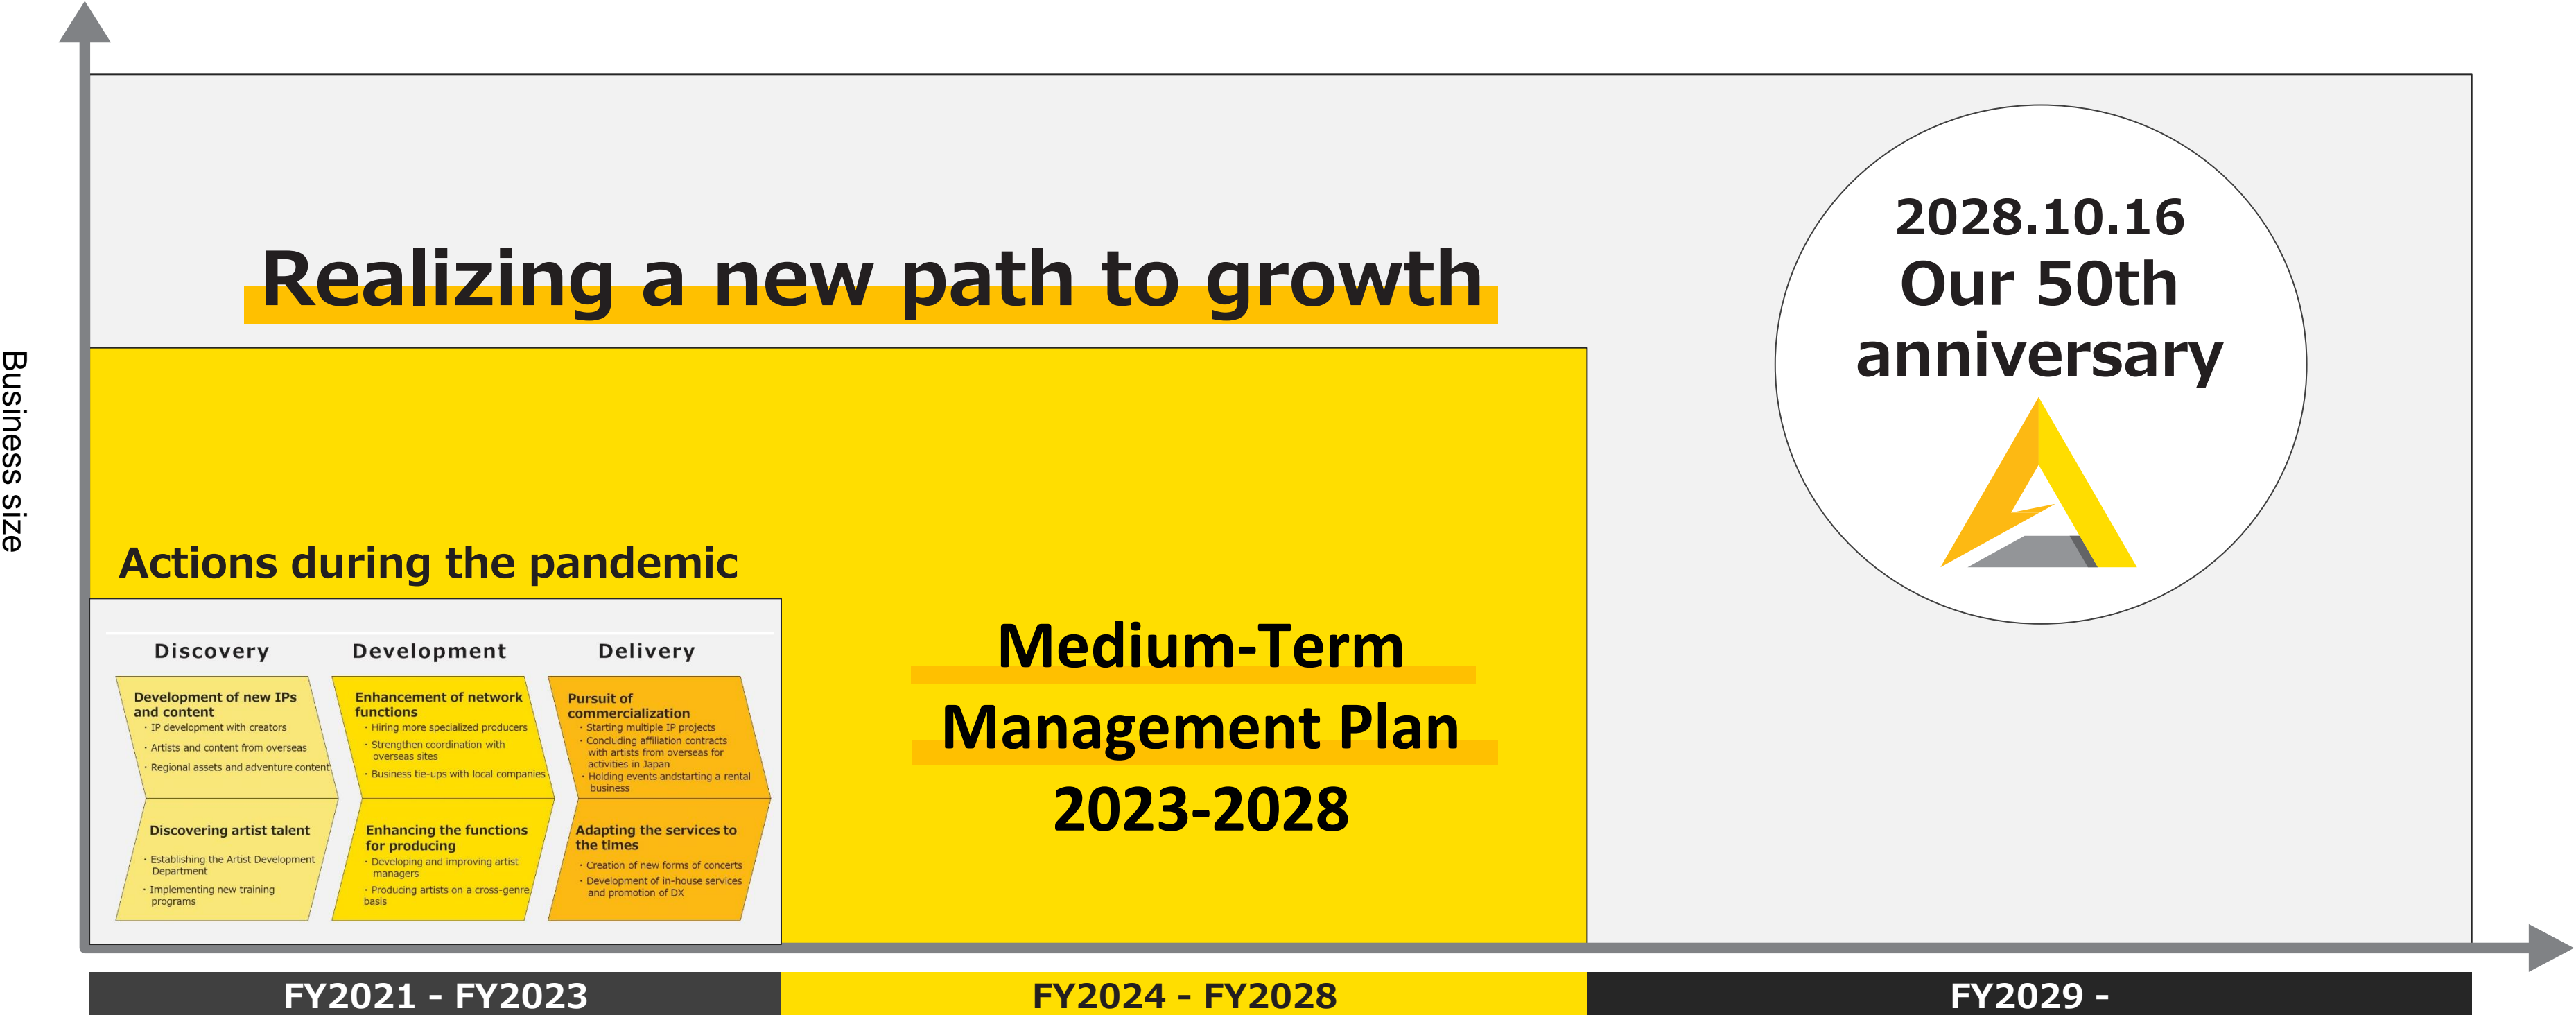 Business size
Realizing a new path to growth
2028.10.16
Our 50th
anniversary
Actions during the pandemic
Discovery
Development of new IPs
and content
・IP development with creators
・Artists and content from overseas
・Regional assets and adventure content
Discovering artist talent
・Establishing the Artist Development
Department
・Implementing new training
programs
Development
Enhancement of network
functions
・Hiring more specialized producers
・Strengthen coordination with
overseas sites
・Business tie-ups with local companies
Enhancing the functions
for producing
・Developing and improving artist
managers
・Producing artists on a cross-genre
basis
Delivery
Pursuit of
commercialization
・Starting multiple IP projects
・Concluding affiliation contracts
with artists from overseas for
activities in Japan
・Holding events andstarting a rental
business
Adapting the services to
the times
・Creation of new forms of concerts
・Development of in-house services
and promotion of DX
Medium-Term
Management Plan
2023-2028
FY2021 - FY2023
FY2024 - FY2028
FY2029 -